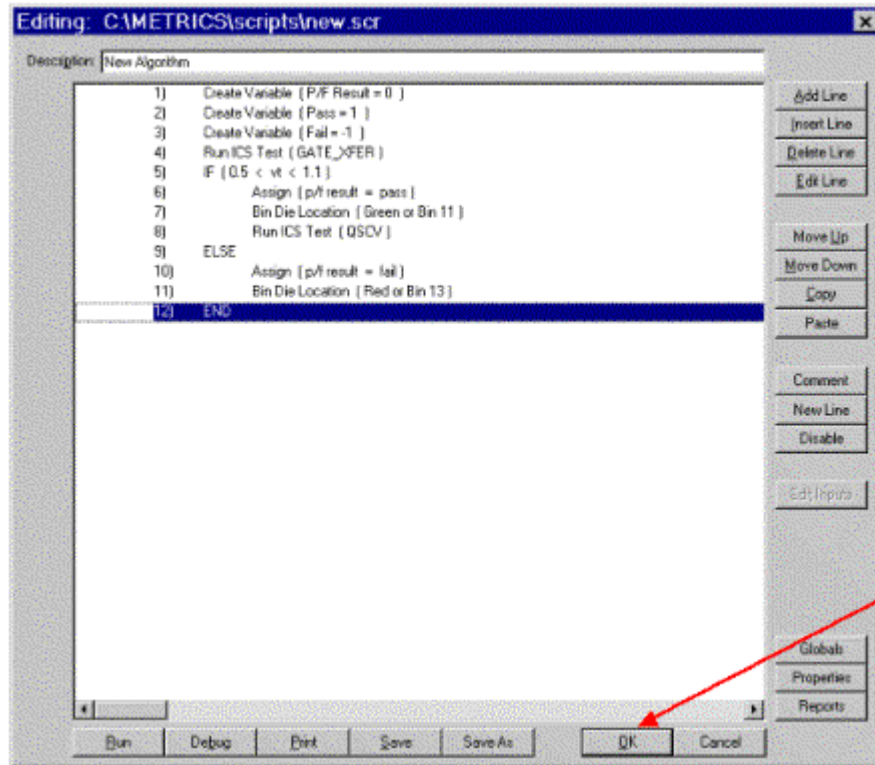 Editing: C:\METRICS\scripts\new.scr
Description: New Algorithm
1) Create Variable ( P/F Result = 0 )
2) Create Variable ( Pass = 1 )
3) Create Variable ( Fail = -1 )
4) Run ICS Test ( GATE_XFER )
5) IF ( 0.5 < vt < 1.1 )
6) Assign ( p/f result = pass )
7) Bin Die Location ( Green or Bin 11 )
8) Run ICS Test ( QSCV )
9) ELSE
10) Assign ( p/f result = fail )
11) Bin Die Location ( Red or Bin 13 )
12) END
Add Line
Insert Line
Delete Line
Edit Line
Move Up
Move Down
Copy
Paste
Comment
New Line
Disable
Edit Inputs
Globals
Properties
Reports
Run
Debug
Print
Save
Save As
OK
Cancel